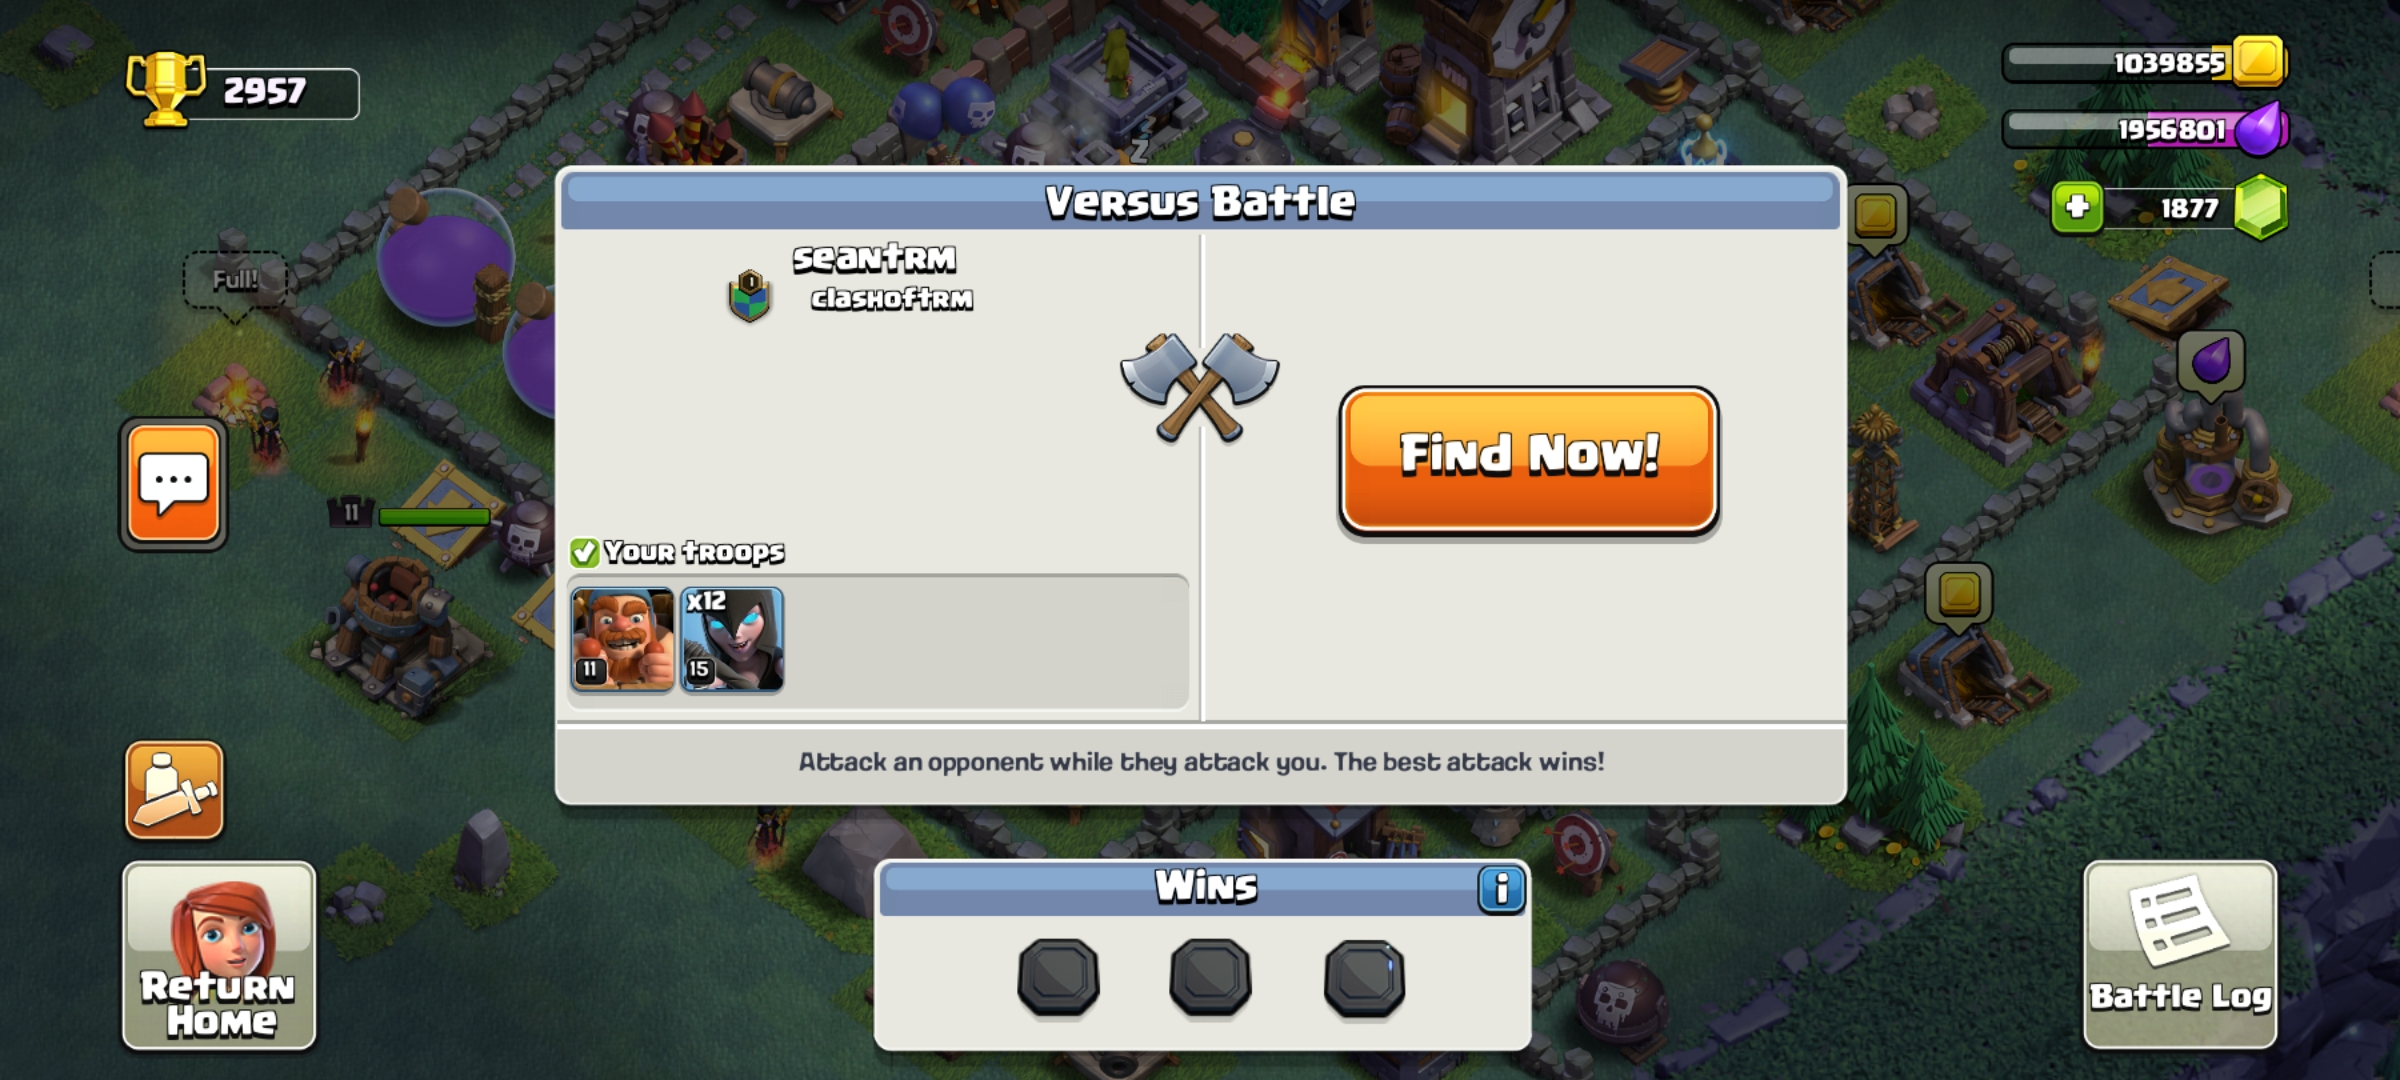 2957
1039855
1956801
1877
Full!
Versus Battle
seantrm
1
clashoftrm
Find Now!
11
Your troops
x12
11
15
Attack an opponent while they attack you. The best attack wins!
Wins
i
Return
Home
Battle Log
z
z